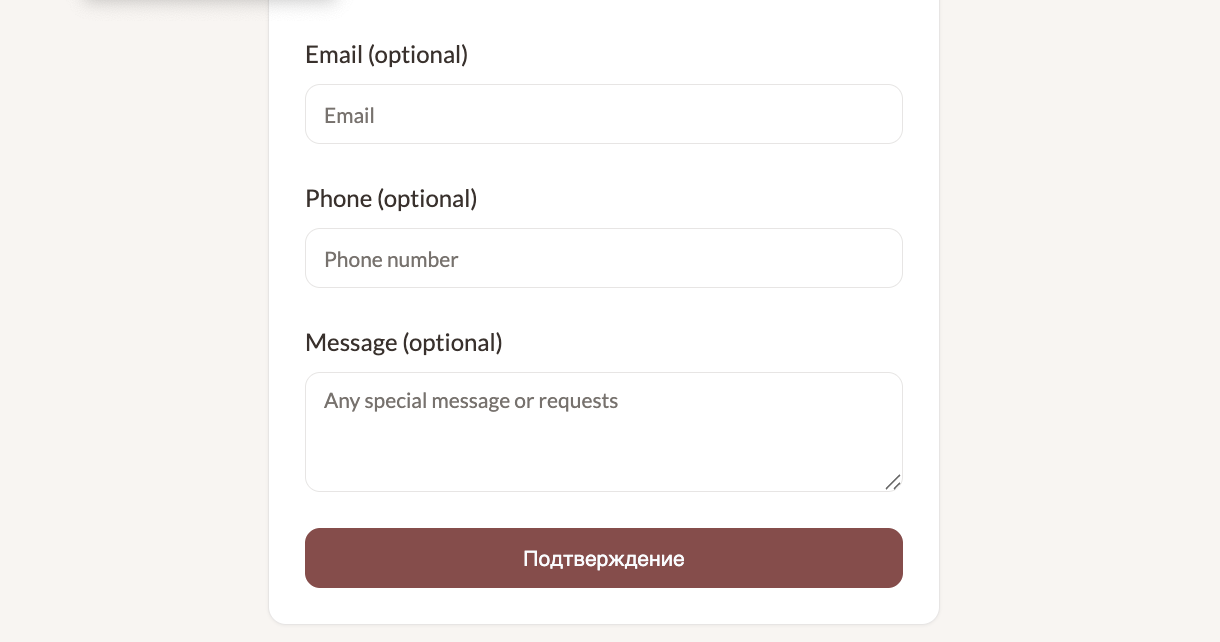 Email (optional)
Email
Phone (optional)
Phone number
Message (optional)
Any special message or requests
Подтверждение